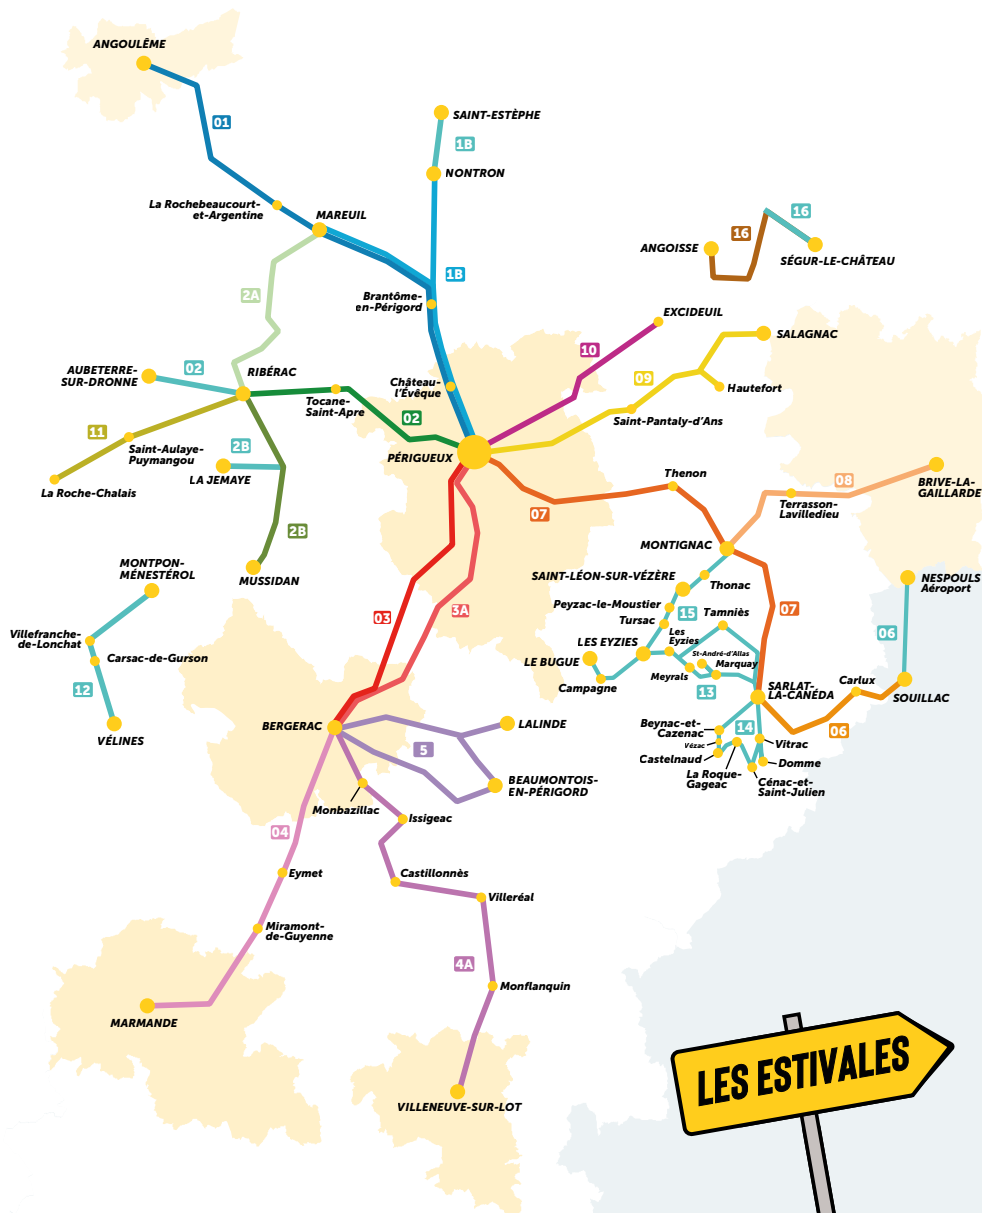 ANGOULÊME
01
SAINT-ESTÈPHE
1B
NONTRON
La Rochebeaucourt-
et-Argentine
MAREUIL
16
16
ANGOISSE
SÉGUR-LE-CHÂTEAU
1B
2A
Brantôme-
en-Périgord
EXCIDEUIL
SALAGNAC
10
AUBETERRE-
SUR-DRONNE
02
RIBÉRAC
Château-
l'Évêque
09
Hautefort
Tocane-
Saint-Apre
02
Saint-Pantaly-d'Ans
11
Saint-Aulaye-
Puymangou
2B
LA JEMAYE
PÉRIGUEUX
La Roche-Chalais
Thenon
08
BRIVE-LA-
GAILLARDE
Terrasson-
Lavilledieu
07
2B
MONTIGNAC
MUSSIDAN
MONTPON-
MÉNESTÉROL
SAINT-LÉON-SUR-VÉZÈRE
Thonac
NESPOULS
Aéroport
Peyzac-le-Moustier
15
Tamniès
07
Tursac
03
3A
06
Villefranche-
de-Lonchat
Carsac-de-Gurson
LES EYZIES
Les
Eyzies
St-André-d'Allas
Marquay
LE BUGUE
Campagne
Meyrals
13
SARLAT-
LA-CANÉDA
Carlux
SOUILLAC
12
VÉLINES
BERGERAC
LALINDE
5
Beynac-et-
Cazenac
14
06
Vézac
Vitrac
Castelnaud
Domme
La Roque-
Gageac
Cénac-et-
Saint-Julien
BEAUMONTOIS-
EN-PÉRIGORD
Monbazillac
Issigeac
04
Eymet
Castillonnès
Villeréal
Miramont-
de-Guyenne
4A
Monflanquin
MARMANDE
LES ESTIVALES
VILLENEUVE-SUR-LOT